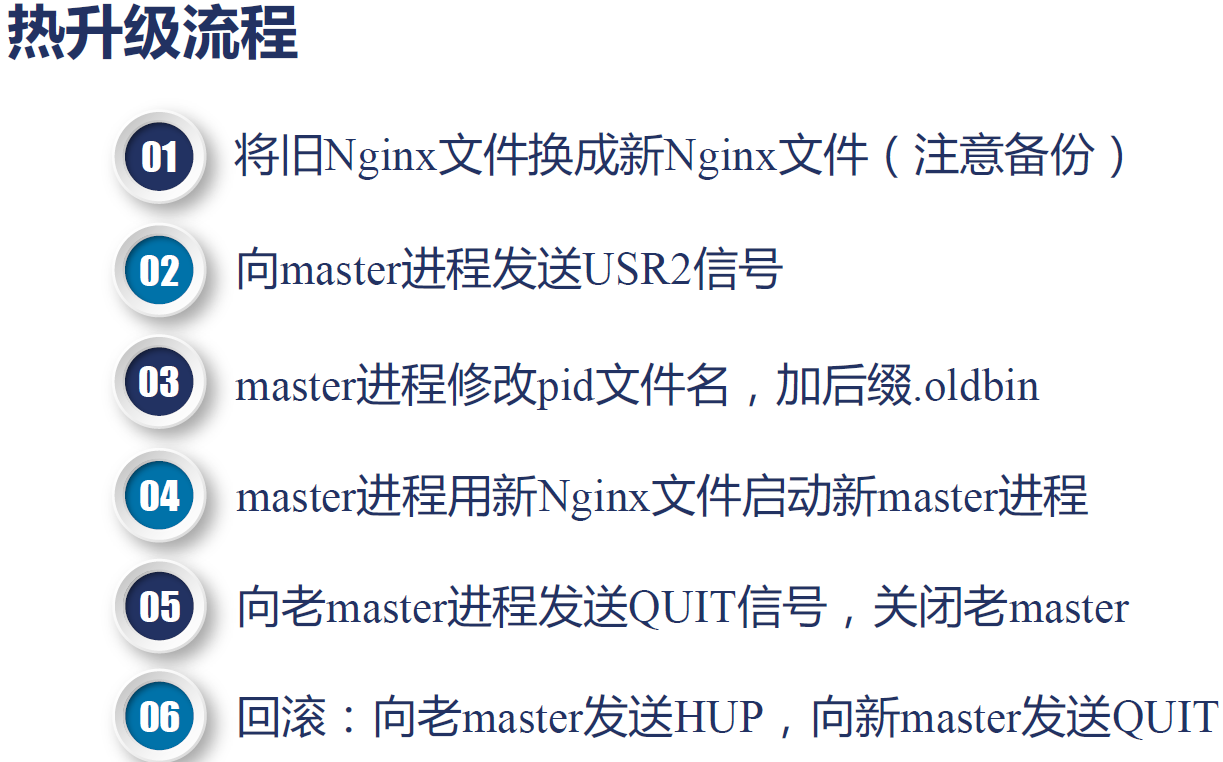 热升级流程
01 将旧Nginx文件换成新Nginx文件（注意备份）
02 向master进程发送USR2信号
03 master进程修改pid文件名，加后缀.oldbin
04 master进程用新Nginx文件启动新master进程
05 向老master进程发送QUIT信号，关闭老master
06 回滚：向老master发送HUP，向新master发送QUIT